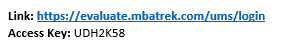 Link: https://evaluate.mbatrek.com/ums/login
Access Key: UDH2K58